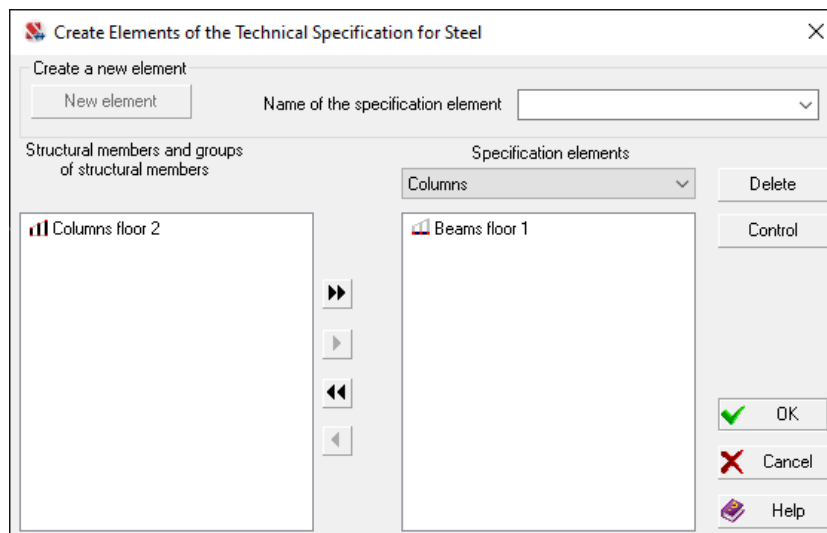 Create Elements of the Technical Specification for Steel
Create a new element
New element
Name of the specification element
Structural members and groups
of structural members
Specification elements
Columns
Delete
Columns floor 2
Beams floor 1
Control
OK
Cancel
Help